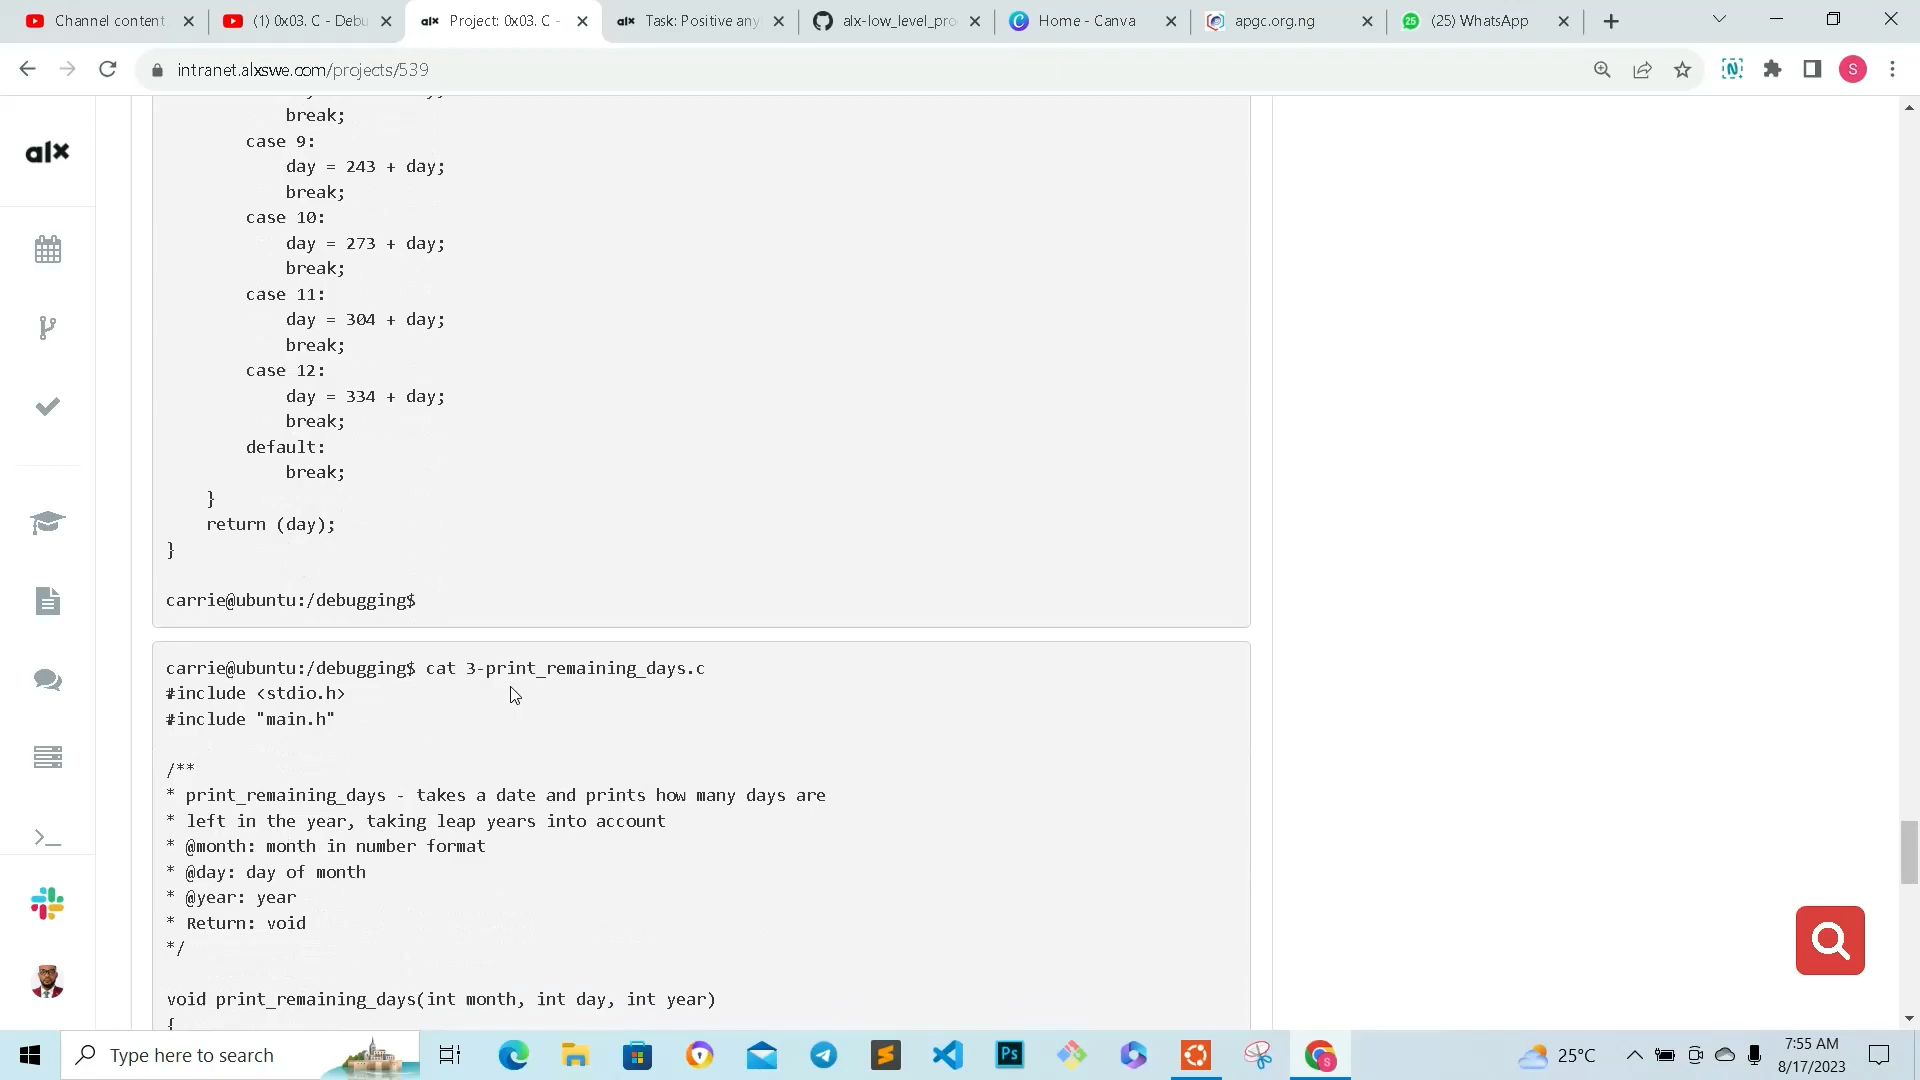 Channel content
(1) 0x03. C - Debu
alx Project: 0x03. C -
alx Task: Positive any
alx-low_level_pro
Home - Canva
apgc.org.ng
25 (25) WhatsApp
intranet.alxswe.com/projects/539
S
alx
break;
case 9:
day = 243 + day;
break;
case 10:
day = 273 + day;
break;
case 11:
day = 304 + day;
break;
case 12:
day = 334 + day;
break;
default:
break;
}
return (day);
}
carrie@ubuntu:/debugging$
carrie@ubuntu:/debugging$ cat 3-print_remaining_days.c
#include <stdio.h>
#include "main.h"
/**
* print_remaining_days - takes a date and prints how many days are
* left in the year, taking leap years into account
* @month: month in number format
* @day: day of month
* @year: year
* Return: void
*/
void print_remaining_days(int month, int day, int year)
{
Type here to search
Ps
S
25°C
7:55 AM
8/17/2023